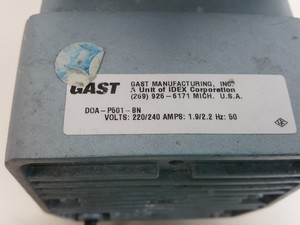 GAST
GAST MANUFACTURING, INC
A Unit of IDEX Corporation
(269) 926-6171 MICH. U.S.A.
DOA-P501-BN
VOLTS: 220/240 AMPS: 1.9/2.2 Hz: 50